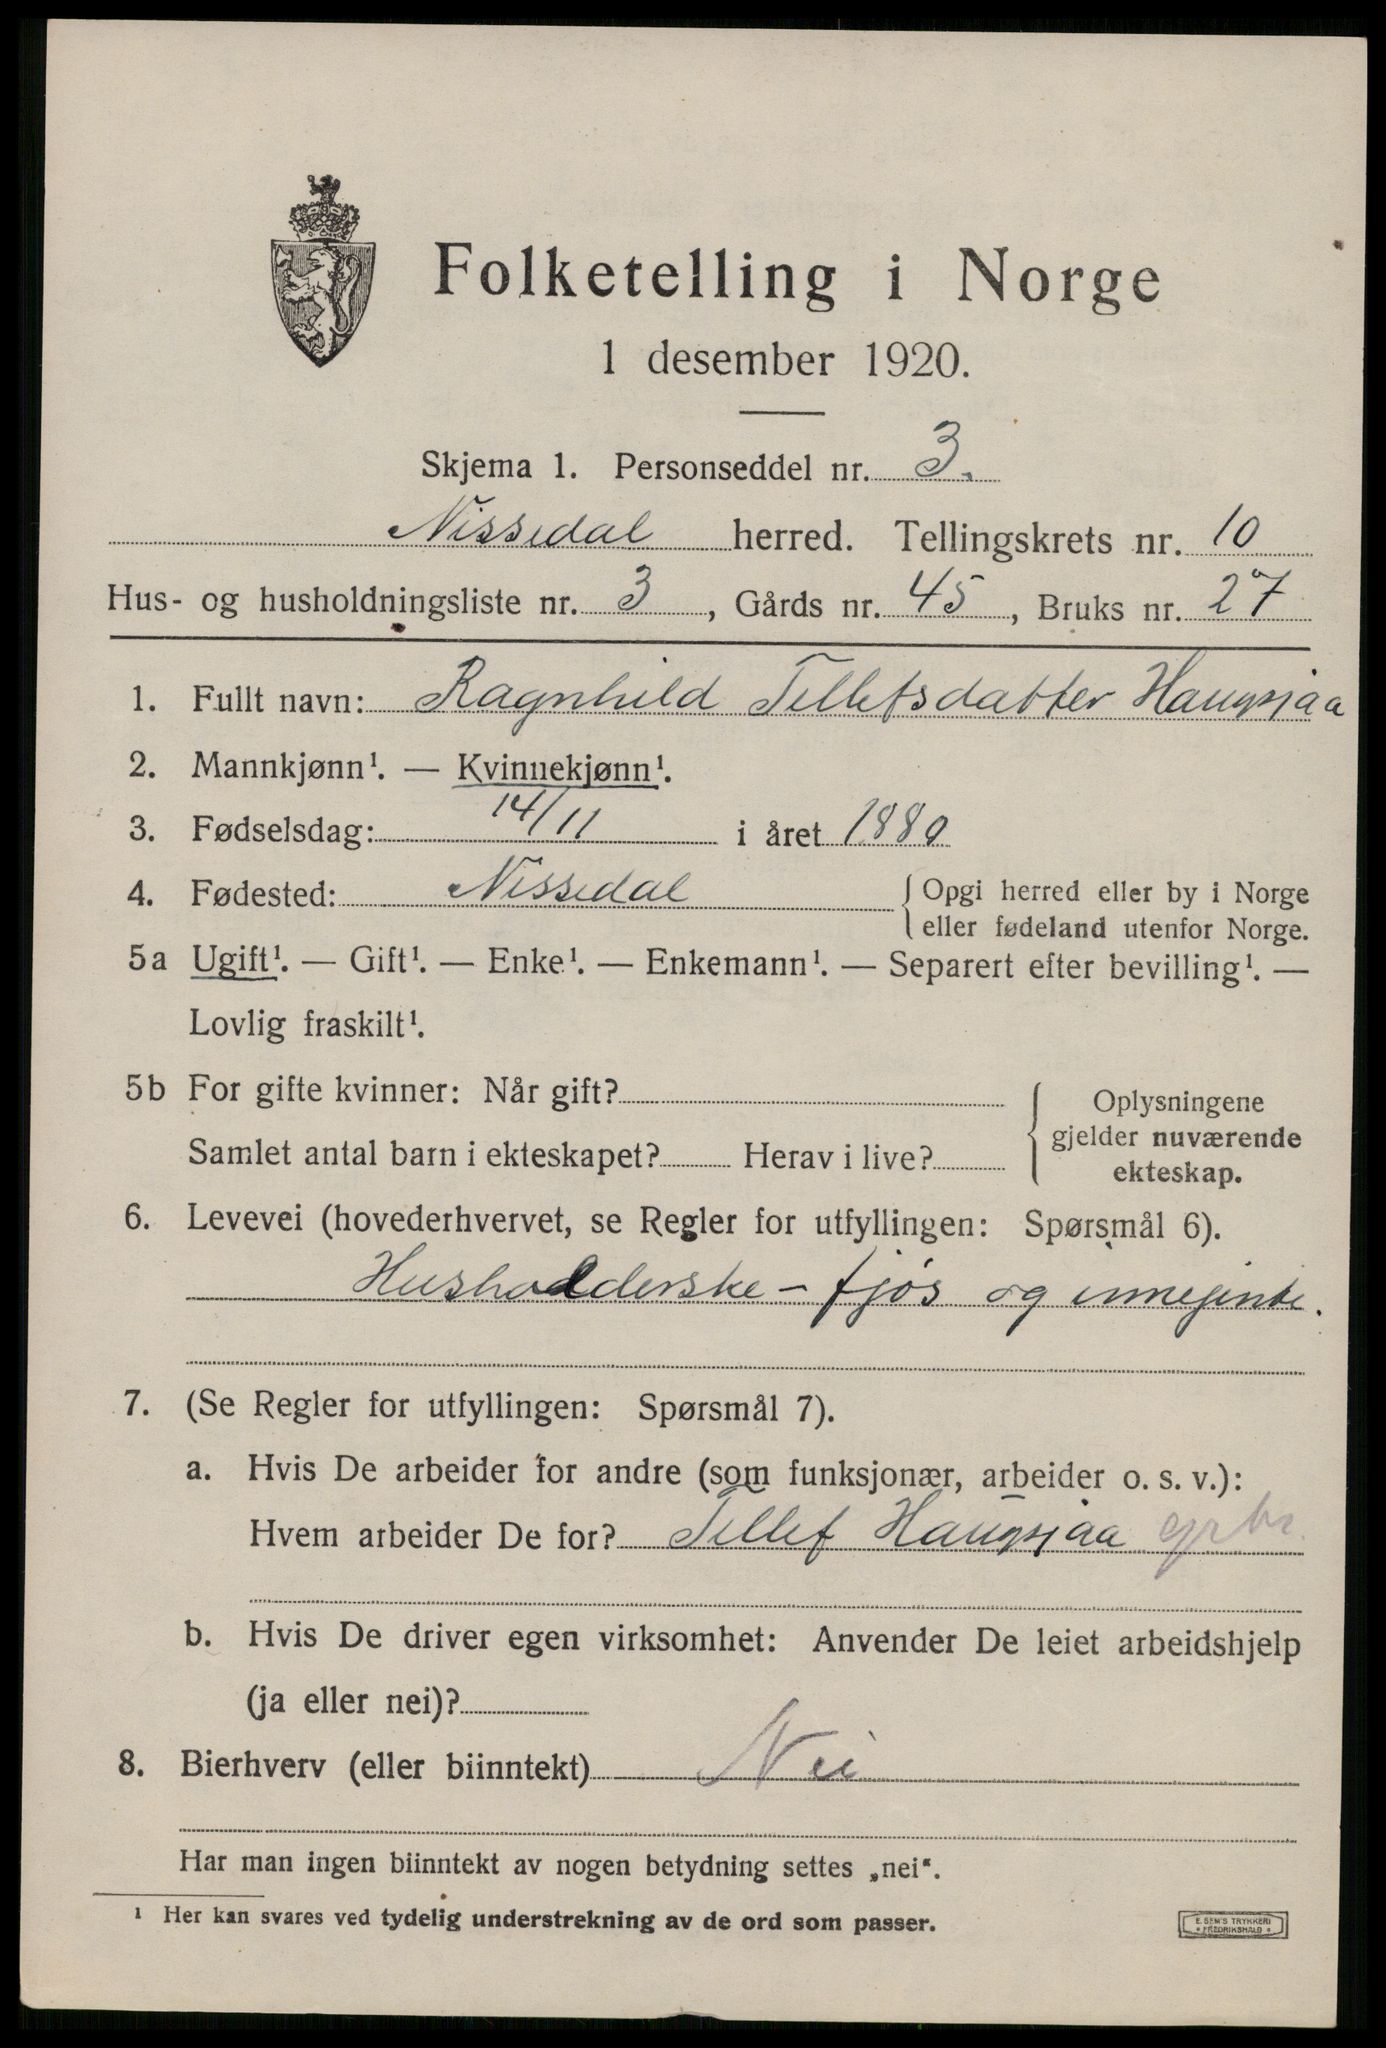 Folketelling i Norge
1 desember 1920.
Skjema 1. Personseddel nr. 3.
Nissedal herred. Tellingskrets nr. 10
Hus- og husholdningsliste nr. 3, Gårds nr. 45, Bruks nr. 27
1. Fullt navn: Ragnhild Tellefsdatter Haugsjaa
2. Mannkjønn¹. — Kvinnekjønn¹.
3. Fødselsdag: 14/11 i året 1880
4. Fødested: Nissedal { Opgi herred eller by i Norge
eller fødeland utenfor Norge.
5a Ugift¹. — Gift¹. — Enke¹. — Enkemann¹. — Separert efter bevilling¹. —
Lovlig fraskilt¹.
5b For gifte kvinner: Når gift?
Samlet antal barn i ekteskapet? Herav i live?
{ Oplysningene
gjelder nuværende
ekteskap.
6. Levevei (hovederhvervet, se Regler for utfyllingen: Spørsmål 6).
Husholderske – fjøs og innejente.
7. (Se Regler for utfyllingen: Spørsmål 7).
a. Hvis De arbeider for andre (som funksjonær, arbeider o. s. v.):
Hvem arbeider De for? Tellef Haugsjaa
b. Hvis De driver egen virksomhet: Anvender De leiet arbeidshjelp
(ja eller nei)?
8. Bierhverv (eller biinntekt) Nei
Har man ingen biinntekt av nogen betydning settes „nei“.
¹ Her kan svares ved tydelig understrekning av de ord som passer.
E. SEM'S TRYKKERI
FREDRIKSHALD